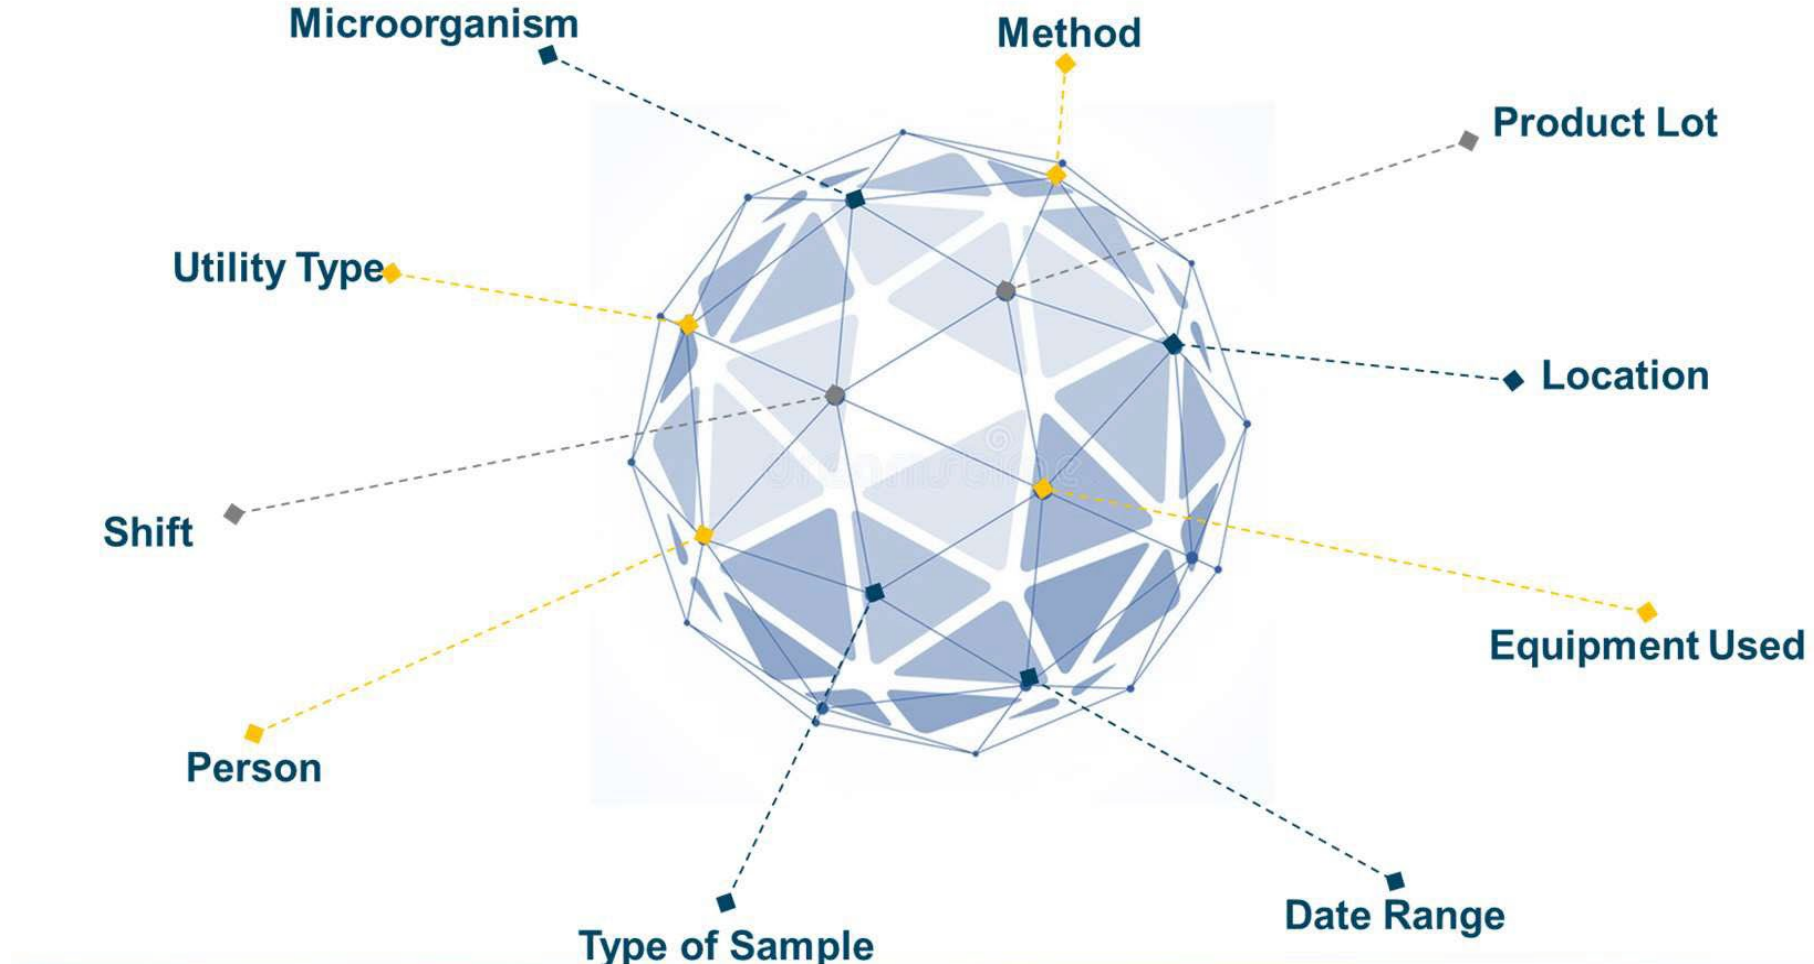 Microorganism
Method
Product Lot
Utility Type
Location
Shift
Equipment Used
Person
Date Range
Type of Sample